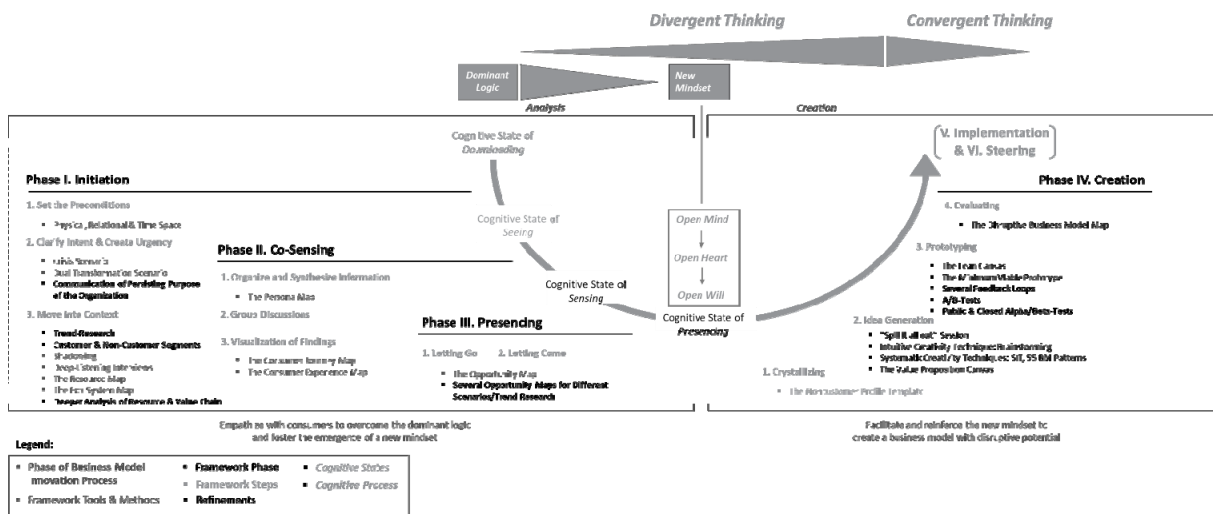 Divergent Thinking
Convergent Thinking
Dominant
Logic
New
Mindset
Analysis
Creation
Cognitive State of
Downloading
V. Implementation
& VI. Steering
Phase I. Initiation
1. Set the Preconditions
Physical, Relational & Time Space
2. Clarify Intent & Create Urgency
Crisis Scenario
Dual Transformation Scenario
Communication of Persisting Purpose
of the Organization
3. Move into Context
Trend-Research
Customer & Non-Customer Segments
Shadowing
Deep-Listening Interviews
The Resource Map
The Eco System Map
Deeper Analysis of Resource & Value Chain
Cognitive State of
Seeing
Phase II. Co-Sensing
1. Organize and Synthesise Information
The Persona Map
2. Group Discussions
3. Visualization of Findings
The Consumer Journey Map
The Consumer Experience Map
Cognitive State of
Sensing
Phase III. Presencing
1. Letting Go
2. Letting Come
The Opportunity Map
Several Opportunity Maps for Different
Scenarios/Trend Research
Open Mind
Open Heart
Open Will
Cognitive State of
Presencing
Phase IV. Creation
4. Evaluating
The Disruptive Business Model Map
3. Prototyping
The Lean Canvas
The Minimum Viable Prototype
Several Feedback Loops
A/B-Tests
Public & Closed Alpha/Beta-Tests
2. Idea Generation
"Spill it all out" Session
Intuitive Creativity Technique: Brainstorming
Systematic Creativity Techniques: SIT, 55 BM Patterns
The Value Proposition Canvas
1. Crystallizing
The Noncustomer Profile Template
Empathize with consumers to overcome the dominant logic
and foster the emergence of a new mindset
Facilitate and reinforce the new mindset to
create a business model with disruptive potential
Legend:
Phase of Business Model
Innovation Process
Framework Tools & Methods
Framework Phase
Framework Steps
Refinements
Cognitive States
Cognitive Process